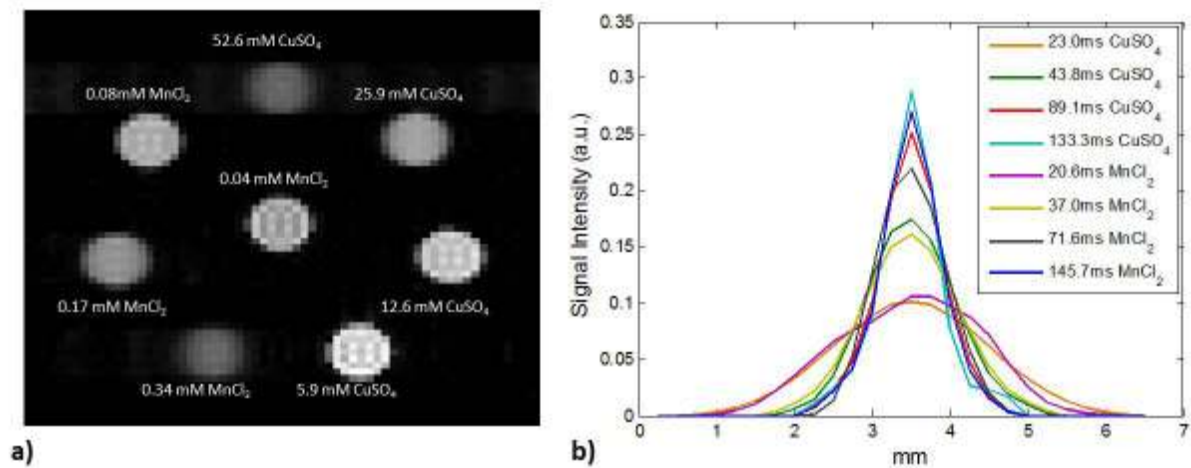 52.6 mM CuSO₄
0.08mM MnCl₂
25.9 mM CuSO₄
0.04 mM MnCl₂
0.17 mM MnCl₂
12.6 mM CuSO₄
0.34 mM MnCl₂
5.9 mM CuSO₄
a)
0.35
0.3
0.25
0.2
0.15
0.1
0.05
0
Signal Intensity (a.u.)
23.0ms CuSO₄
43.8ms CuSO₄
89.1ms CuSO₄
133.3ms CuSO₄
20.6ms MnCl₂
37.0ms MnCl₂
71.6ms MnCl₂
145.7ms MnCl₂
0 1 2 3 4 5 6 7
mm
b)